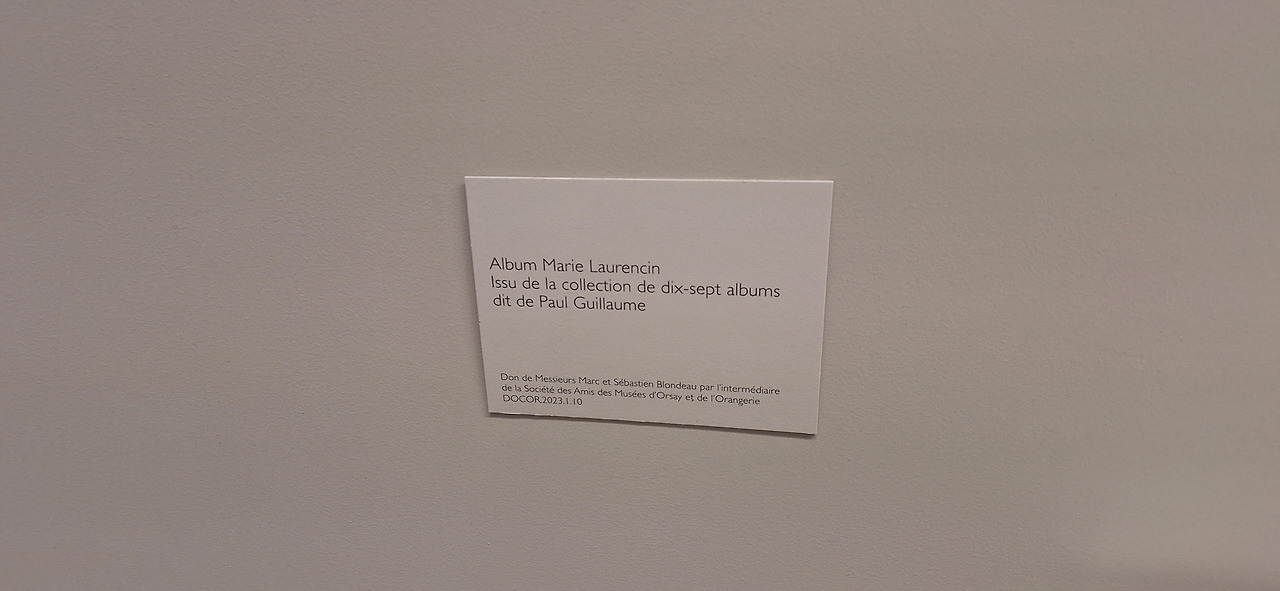 Album Marie Laurencin
Issu de la collection de dix-sept albums
dit de Paul Guillaume
Don de Messieurs Marc et Sébastien Blondeau par l'intermédiaire
de la Société des Amis des Musées d'Orsay et de l'Orangerie
DOCOR.2023.1.10